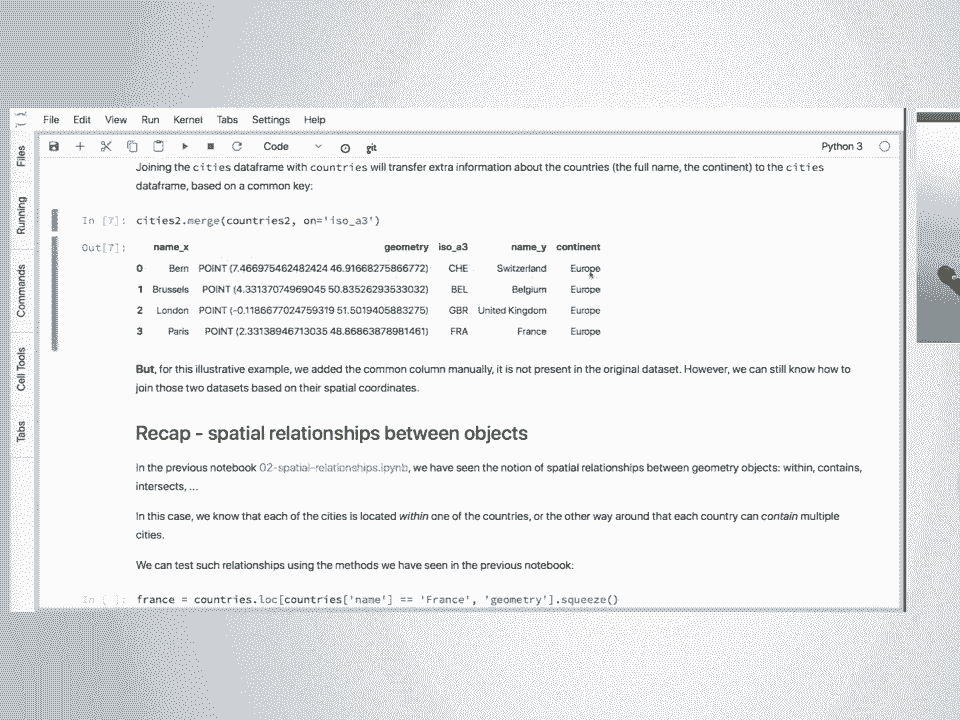 File Edit View Run Kernel Tabs Settings Help
Code git Python 3
Files
Running
Commands
Cell Tools
Tabs
Joining the cities dataframe with countries will transfer extra information about the countries (the full name, the continent) to the cities
dataframe, based on a common key:
In [7]: cities2.merge(countries2, on='iso_a3')
Out[7]: name_x geometry iso_a3 name_y continent
0 Bern POINT (7.466975462482424 46.91668275866772) CHE Switzerland Europe
1 Brussels POINT (4.33137074969045 50.83526293533032) BEL Belgium Europe
2 London POINT (-0.1186677024759319 51.5019405883275) GBR United Kingdom Europe
3 Paris POINT (2.33138946713035 48.86863878981461) FRA France Europe
But, for this illustrative example, we added the common column manually, it is not present in the original dataset. However, we can still know how to
join those two datasets based on their spatial coordinates.
Recap - spatial relationships between objects
In the previous notebook 02-spatial-relationships.ipynb, we have seen the notion of spatial relationships between geometry objects: within, contains,
intersects, ...
In this case, we know that each of the cities is located within one of the countries, or the other way around that each country can contain multiple
cities.
We can test such relationships using the methods we have seen in the previous notebook:
In [ ]: france = countries.loc[countries['name'] == 'France', 'geometry'].squeeze()